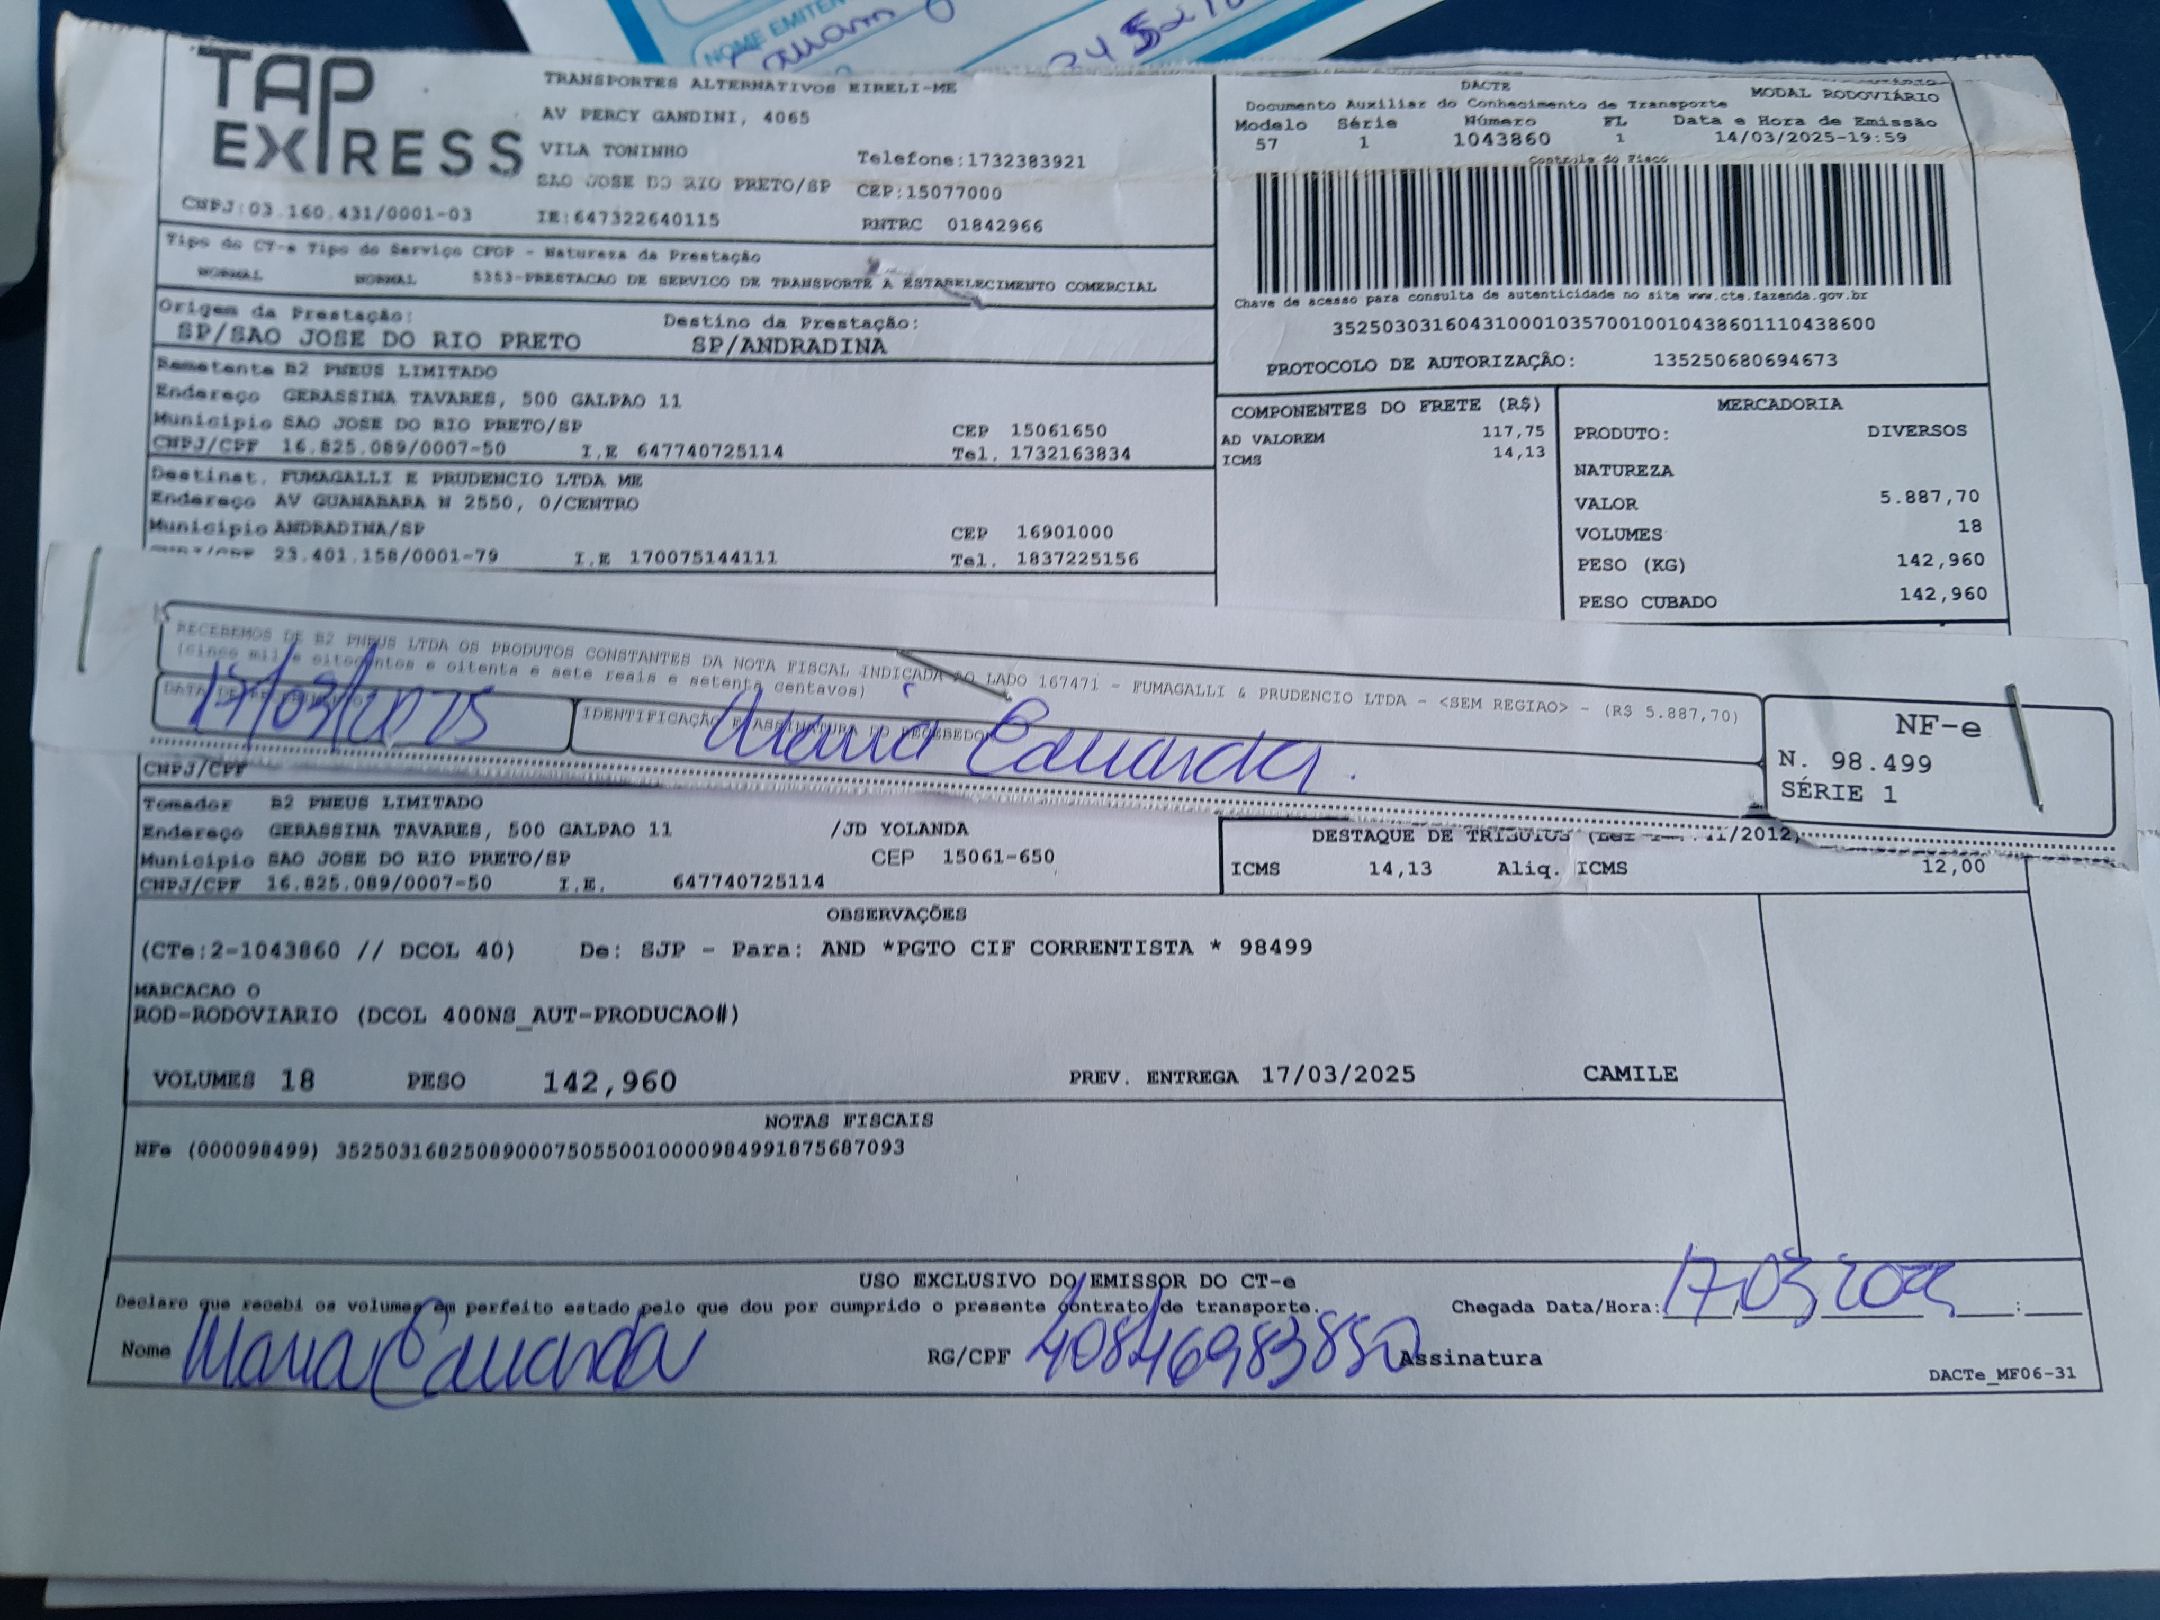 NOME EMITEN
TAP EXPRESS
TRANSPORTES ALTERNATIVOS EIRELI-ME
AV PERCY GANDINI, 4065
VILA TONINHO
Telefone:1732383921
SAO JOSE DO RIO PRETO/SP CEP:15077000
CNPJ:03.160.431/0001-03 IE:647322640115 RNTRC 01842966
DACTE
MODAL RODOVIÁRIO
Documento Auxiliar do Conhecimento de Transporte
Modelo Série Número FL Data e Hora de Emissão
57 1 1043860 1 14/03/2025-19:59
Controle do Fisco
Chave de acesso para consulta de autenticidade no site www.cte.fazenda.gov.br
35250303160431000103570010010438601110438600
PROTOCOLO DE AUTORIZAÇÃO: 135250680694673
Tipo do CT-e Tipo do Serviço CFOP - Natureza da Prestação
NORMAL NORMAL 5353-PRESTACAO DE SERVICO DE TRANSPORTE A ESTABELECIMENTO COMERCIAL
Origem da Prestação: Destino da Prestação:
SP/SAO JOSE DO RIO PRETO SP/ANDRADINA
Remetente B2 PNEUS LIMITADO
Endereço GERASSINA TAVARES, 500 GALPAO 11
Município SAO JOSE DO RIO PRETO/SP CEP 15061650
CNPJ/CPF 16.825.089/0007-50 I.E 647740725114 Tel. 1732163834
Destinat. FUMAGALLI E PRUDENCIO LTDA ME
Endereço AV GUANABARA N 2550, 0/CENTRO
Município ANDRADINA/SP CEP 16901000
CNPJ/CPF 23.401.158/0001-79 I.E 170075144111 Tel. 1837225156
COMPONENTES DO FRETE (R$)
AD VALOREM 117,75
ICMS 14,13
MERCADORIA
PRODUTO: DIVERSOS
NATUREZA
VALOR 5.887,70
VOLUMES 18
PESO (KG) 142,960
PESO CUBADO 142,960
RECEBEMOS DE B2 PNEUS LTDA OS PRODUTOS CONSTANTES DA NOTA FISCAL INDICADA AO LADO 167471 - FUMAGALLI & PRUDENCIO LTDA - <SEM REGIAO> - (R$ 5.887,70)
(cinco mil e oitocentos e oitenta e sete reais e setenta centavos)
17/03/2025
IDENTIFICAÇÃO E ASSINATURA DO RECEBEDOR
Maria Eduarda.
NF-e
N. 98.499
SÉRIE 1
CNPJ/CPF
Tomador B2 PNEUS LIMITADO
Endereço GERASSINA TAVARES, 500 GALPAO 11 /JD YOLANDA
Município SAO JOSE DO RIO PRETO/SP CEP 15061-650
CNPJ/CPF 16.825.089/0007-50 I.E. 647740725114
DESTAQUE DE TRIBUTOS /2012)
ICMS 14,13 Aliq. ICMS 12,00
OBSERVAÇÕES
(CTe:2-1043860 // DCOL 40) De: SJP - Para: AND *PGTO CIF CORRENTISTA * 98499
MARCACAO O
ROD-RODOVIARIO (DCOL 400NS_AUT-PRODUCAO#)
VOLUMES 18 PESO 142,960 PREV. ENTREGA 17/03/2025 CAMILE
NOTAS FISCAIS
NFe (000098499) 35250316825089000750550010000984991875687093
USO EXCLUSIVO DO EMISSOR DO CT-e
Declaro que recebi os volumes em perfeito estado pelo que dou por cumprido o presente contrato de transporte. Chegada Data/Hora: 17/03/2025 :
Nome Maria Eduarda RG/CPF 40846983850 Assinatura
DACTe_MF06-31